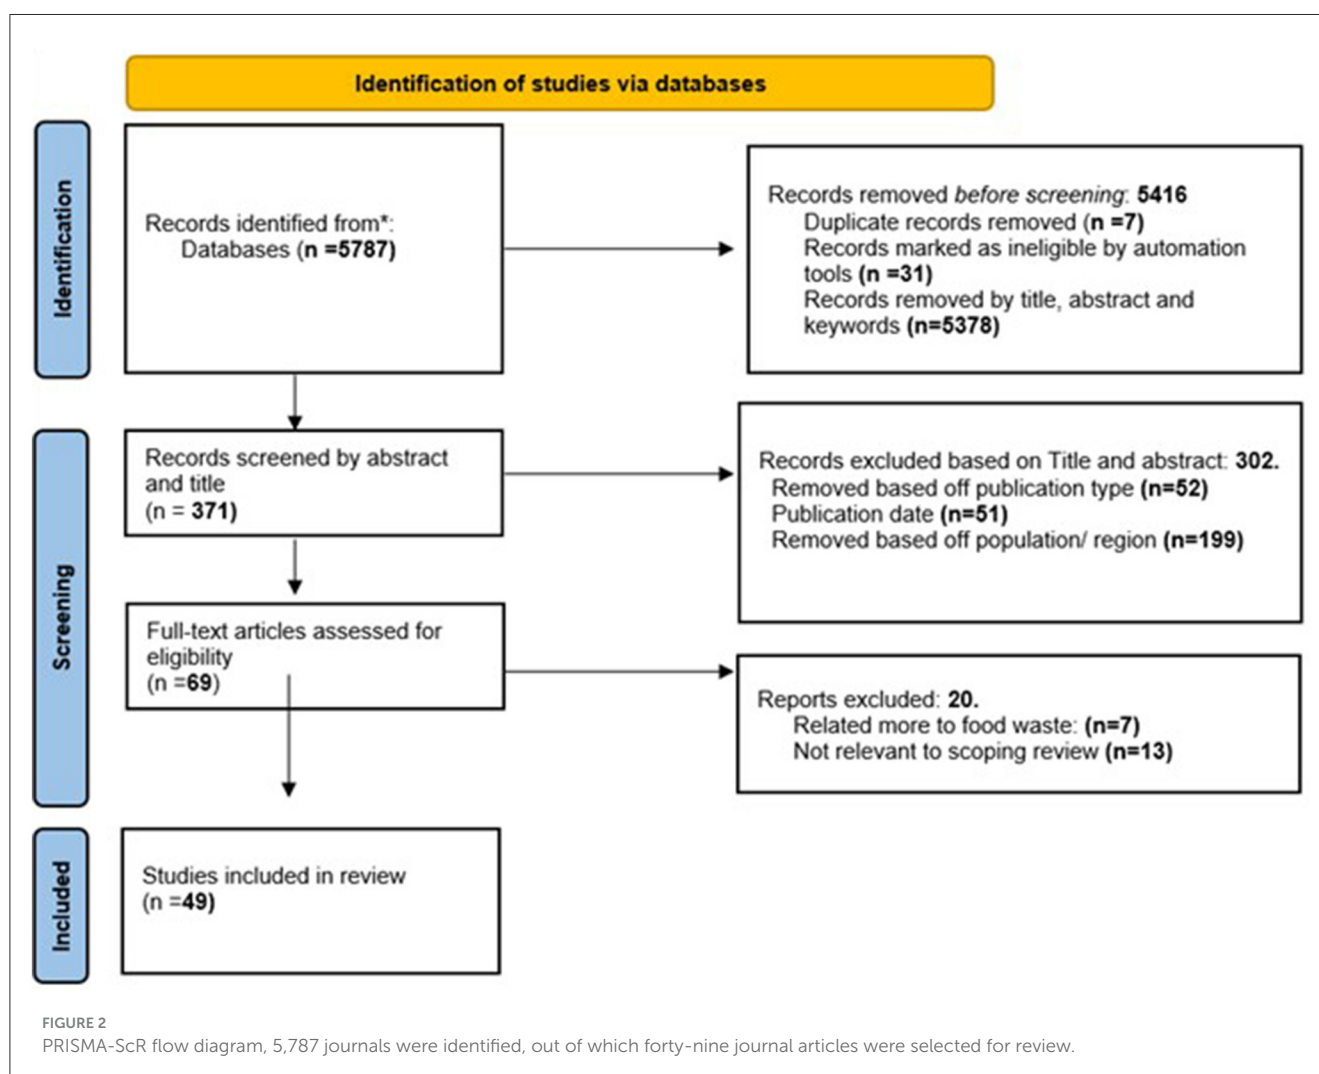 Identification of studies via databases
Identification
Records identified from*:
Databases (n =5787)
Records removed before screening: 5416
Duplicate records removed (n =7)
Records marked as ineligible by automation
tools (n =31)
Records removed by title, abstract and
keywords (n=5378)
Screening
Records screened by abstract
and title
(n = 371)
Records excluded based on Title and abstract: 302.
Removed based off publication type (n=52)
Publication date (n=51)
Removed based off population/ region (n=199)
Full-text articles assessed for
eligibility
(n =69)
Reports excluded: 20.
Related more to food waste: (n=7)
Not relevant to scoping review (n=13)
Included
Studies included in review
(n =49)
FIGURE 2
PRISMA-ScR flow diagram, 5,787 journals were identified, out of which forty-nine journal articles were selected for review.